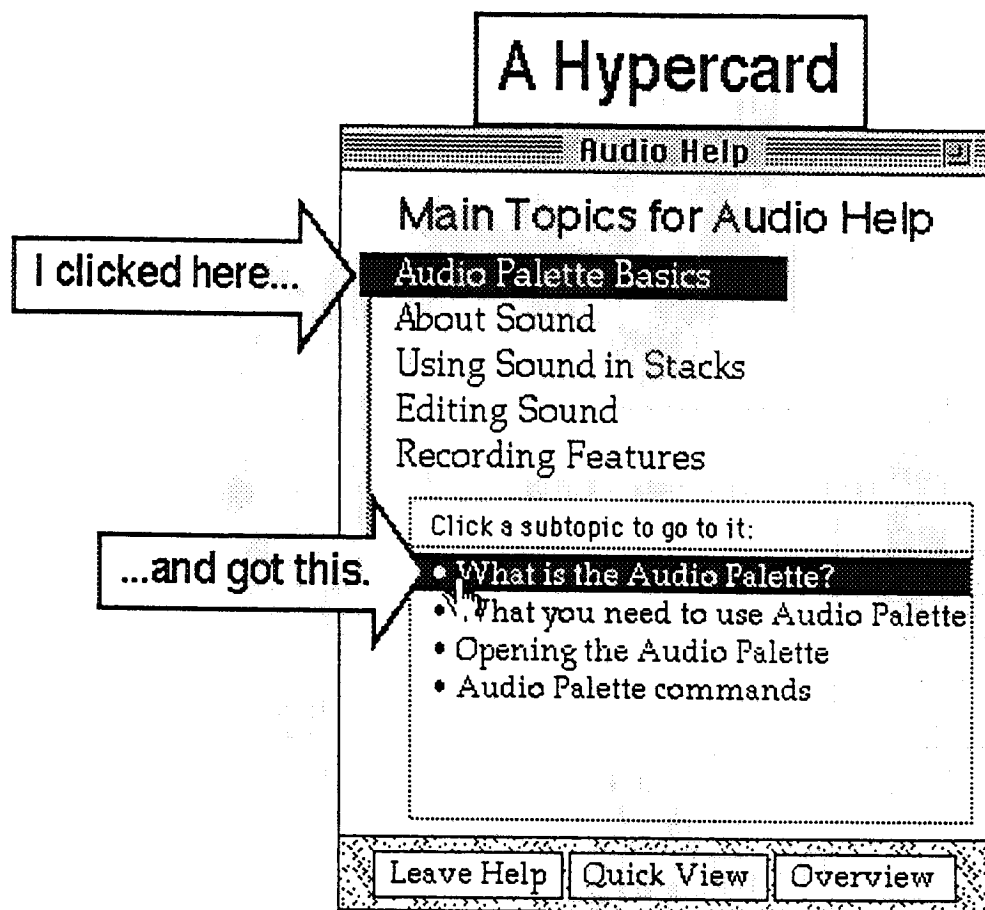 A Hypercard
Audio Help
Main Topics for Audio Help
I clicked here...
Audio Palette Basics
About Sound
Using Sound in Stacks
Editing Sound
Recording Features
Click a subtopic to go to it:
...and got this.
• What is the Audio Palette?
• What you need to use Audio Palette
• Opening the Audio Palette
• Audio Palette commands
Leave Help
Quick View
Overview